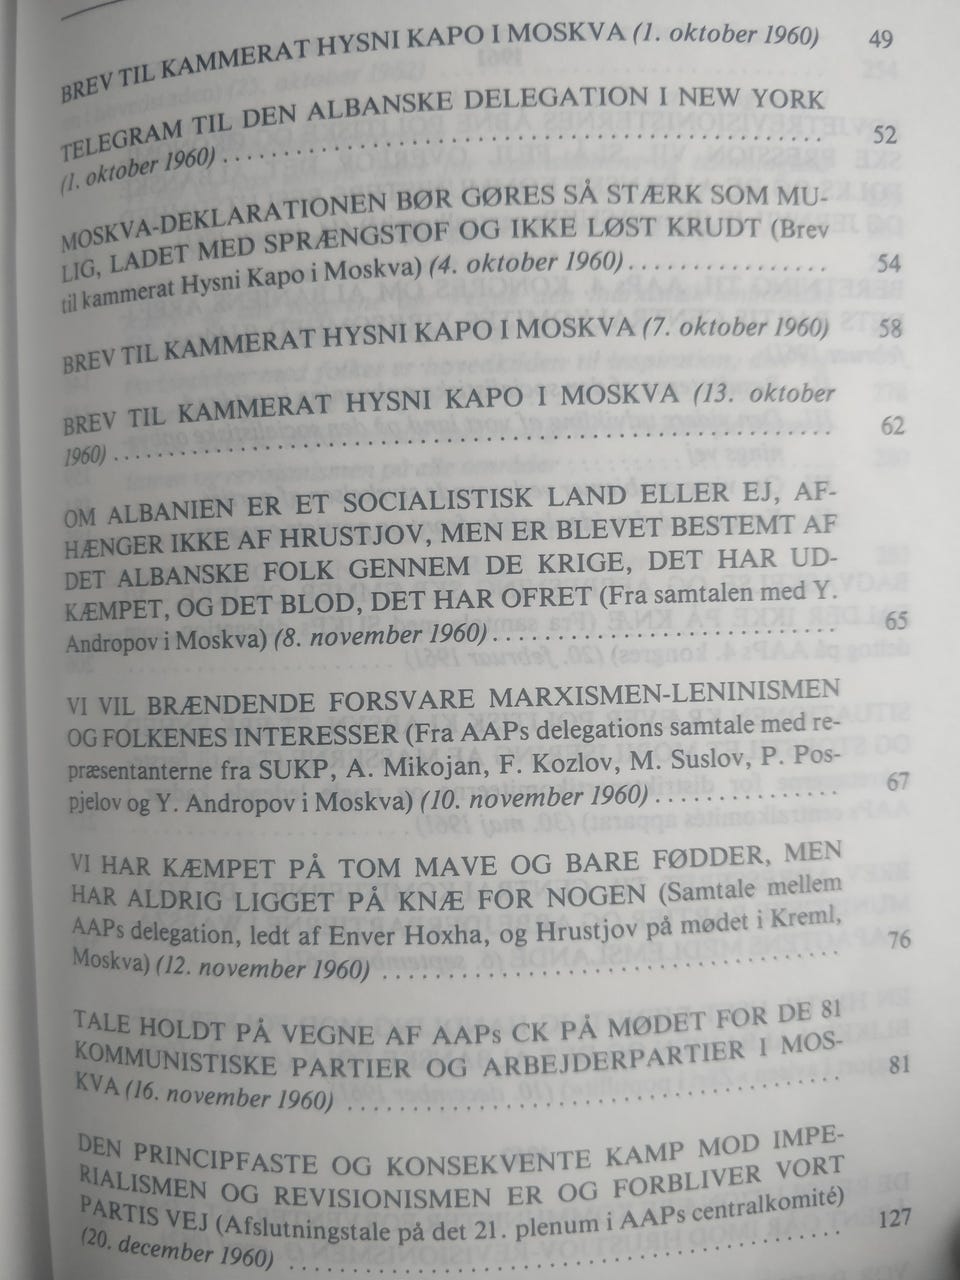 BREV TIL KAMMERAT HYSNI KAPO I MOSKVA (1. oktober 1960) 49
TELEGRAM TIL DEN ALBANSKE DELEGATION I NEW YORK
(1. oktober 1960) 52
MOSKVA-DEKLARATIONEN BØR GØRES SÅ STÆRK SOM MU-
LIG, LADET MED SPRÆNGSTOF OG IKKE LØST KRUDT (Brev
til kammerat Hysni Kapo i Moskva) (4. oktober 1960) 54
BREV TIL KAMMERAT HYSNI KAPO I MOSKVA (7. oktober 1960) 58
BREV TIL KAMMERAT HYSNI KAPO I MOSKVA (13. oktober
1960) 62
OM ALBANIEN ER ET SOCIALISTISK LAND ELLER EJ, AF-
HÆNGER IKKE AF HRUSTJOV, MEN ER BLEVET BESTEMT AF
DET ALBANSKE FOLK GENNEM DE KRIGE, DET HAR UD-
KÆMPET, OG DET BLOD, DET HAR OFRET (Fra samtalen med Y.
Andropov i Moskva) (8. november 1960) 65
VI VIL BRÆNDENDE FORSVARE MARXISMEN-LENINISMEN
OG FOLKENES INTERESSER (Fra AAPs delegations samtale med re-
præsentanterne fra SUKP, A. Mikojan, F. Kozlov, M. Suslov, P. Pos-
pjelov og Y. Andropov i Moskva) (10. november 1960) 67
VI HAR KÆMPET PÅ TOM MAVE OG BARE FØDDER, MEN
HAR ALDRIG LIGGET PÅ KNÆ FOR NOGEN (Samtale mellem
AAPs delegation, ledt af Enver Hoxha, og Hrustjov på mødet i Kreml,
Moskva) (12. november 1960) 76
TALE HOLDT PÅ VEGNE AF AAPs CK PÅ MØDET FOR DE 81
KOMMUNISTISKE PARTIER OG ARBEJDERPARTIER I MOS-
KVA (16. november 1960) 81
DEN PRINCIPFASTE OG KONSEKVENTE KAMP MOD IMPE-
RIALISMEN OG REVISIONISMEN ER OG FORBLIVER VORT
PARTIS VEJ (Afslutningstale på det 21. plenum i AAPs centralkomité)
(20. december 1960) 127